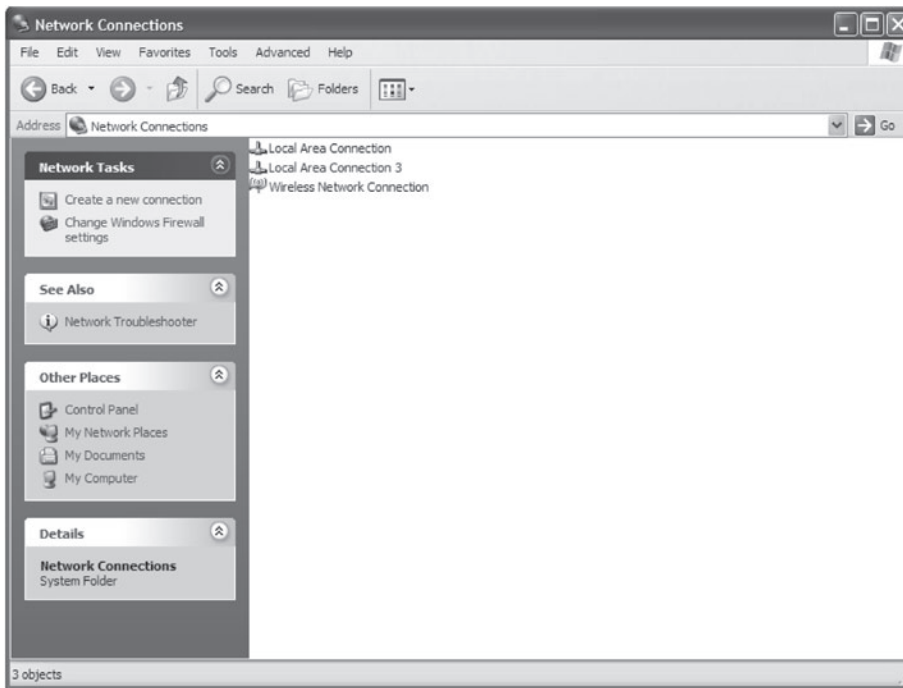 Network Connections
File Edit View Favorites Tools Advanced Help
Back Search Folders
Address Network Connections Go
Network Tasks
Create a new connection
Change Windows Firewall
settings
See Also
Network Troubleshooter
Other Places
Control Panel
My Network Places
My Documents
My Computer
Details
Network Connections
System Folder
Local Area Connection
Local Area Connection 3
Wireless Network Connection
3 objects